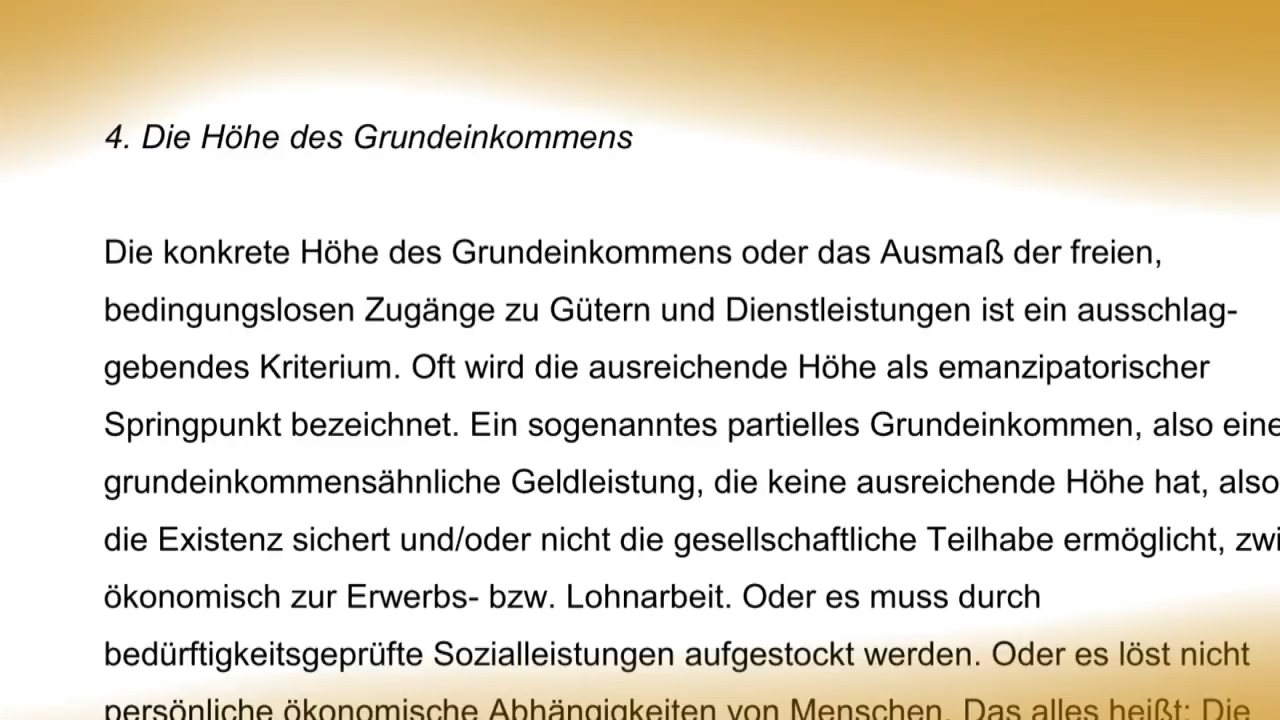 4. Die Höhe des Grundeinkommens
Die konkrete Höhe des Grundeinkommens oder das Ausmaß der freien,
bedingungslosen Zugänge zu Gütern und Dienstleistungen ist ein ausschlag-
gebendes Kriterium. Oft wird die ausreichende Höhe als emanzipatorischer
Springpunkt bezeichnet. Ein sogenanntes partielles Grundeinkommen, also eine
grundeinkommensähnliche Geldleistung, die keine ausreichende Höhe hat, also
die Existenz sichert und/oder nicht die gesellschaftliche Teilhabe ermöglicht,
ökonomisch zur Erwerbs- bzw. Lohnarbeit. Oder es muss durch
bedürftigkeitsgeprüfte Sozialleistungen aufgestockt werden. Oder es löst nicht
persönliche ökonomische Abhängigkeiten von Menschen. Das alles heißt: Die